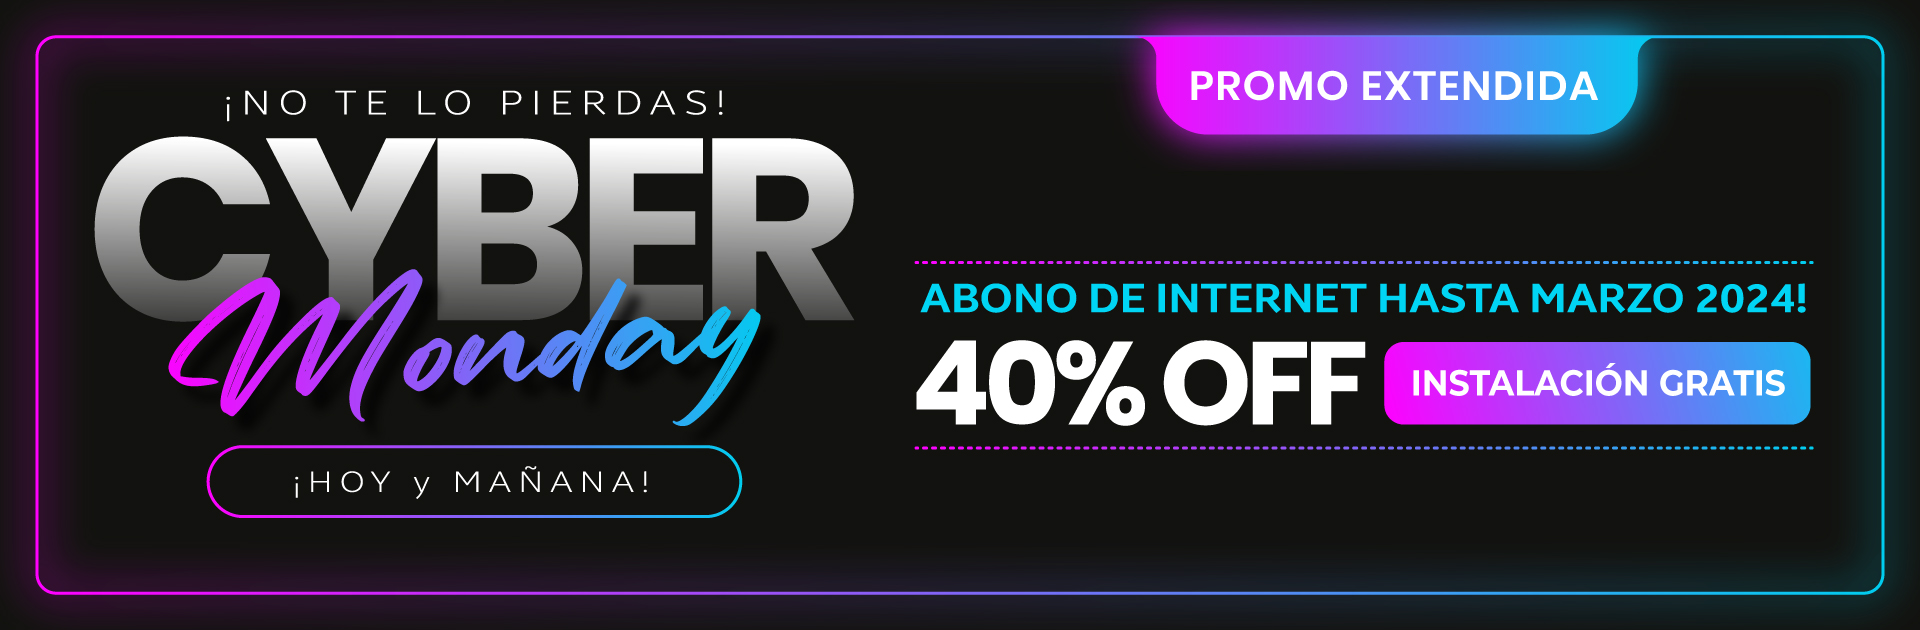 ¡NO TE LO PIERDAS!
CYBER
Monday
¡HOY y MAÑANA!
PROMO EXTENDIDA
ABONO DE INTERNET HASTA MARZO 2024!
40% OFF INSTALACIÓN GRATIS